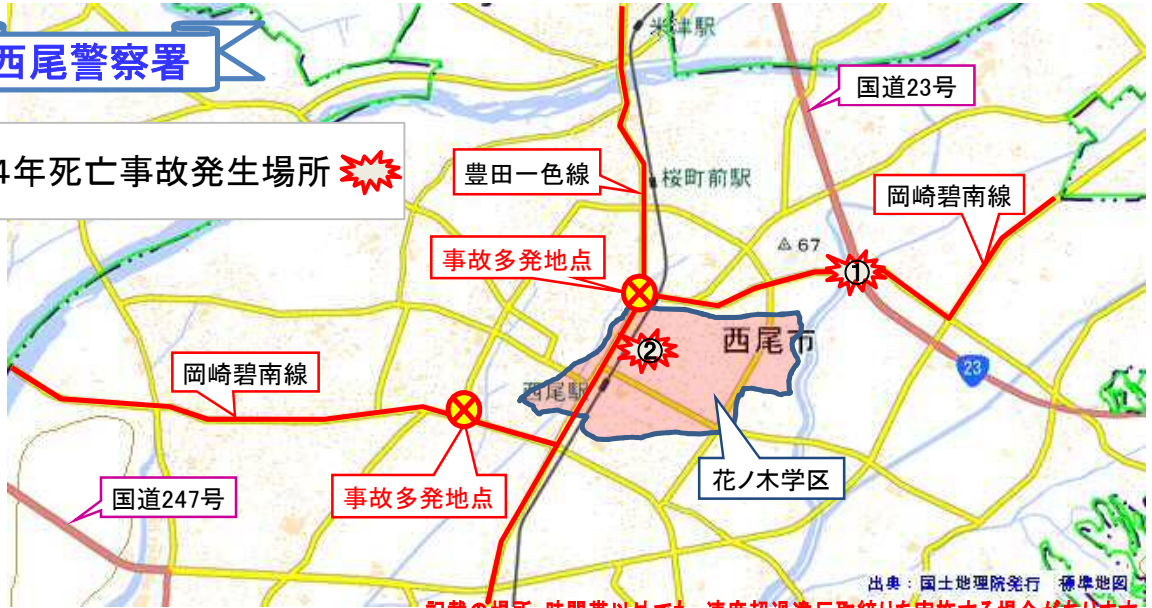 西尾警察署
米津駅
国道23号
4年死亡事故発生場所
豊田一色線
桜町前駅
岡崎碧南線
67
事故多発地点
①
②
西尾市
23
岡崎碧南線
西尾駅
花ノ木学区
国道247号
事故多発地点
出典：国土地理院発行 標準地図